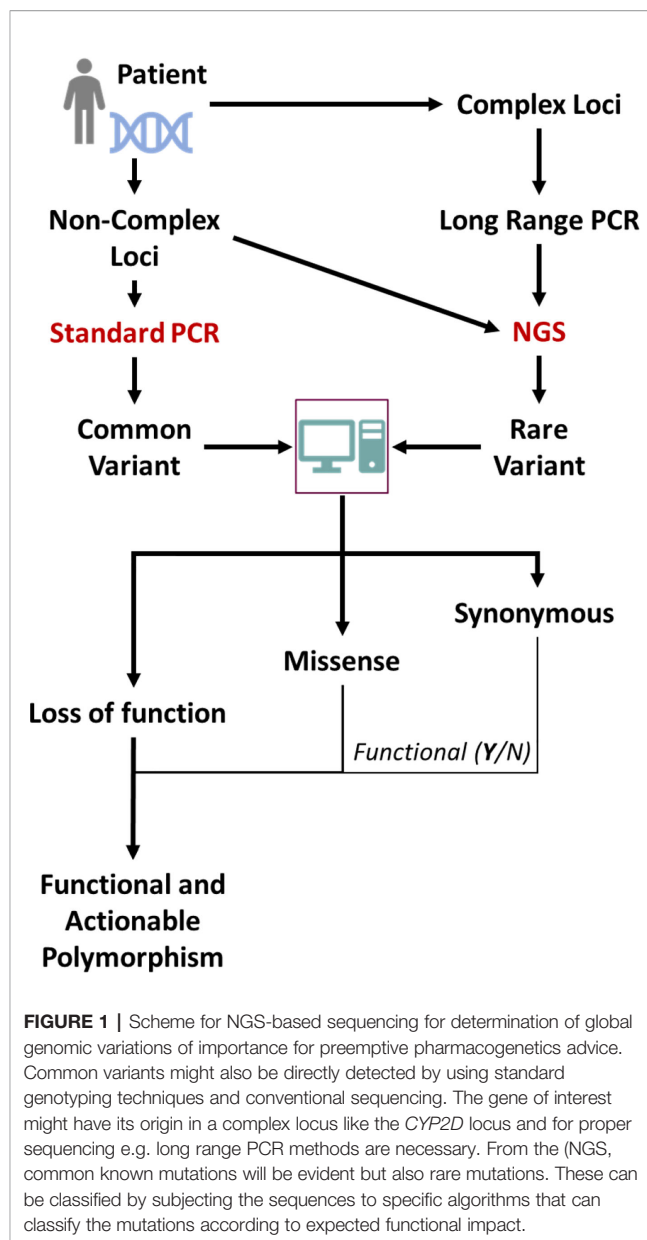 Patient
Complex Loci
Non-Complex
Loci
Long Range PCR
Standard PCR
NGS
Common
Variant
Rare
Variant
Synonymous
Missense
Loss of function
Functional (Y/N)
Functional and
Actionable
Polymorphism
FIGURE 1 | Scheme for NGS-based sequencing for determination of global
genomic variations of importance for preemptive pharmacogenetics advice.
Common variants might also be directly detected by using standard
genotyping techniques and conventional sequencing. The gene of interest
might have its origin in a complex locus like the CYP2D locus and for proper
sequencing e.g. long range PCR methods are necessary. From the (NGS,
common known mutations will be evident but also rare mutations. These can
be classified by subjecting the sequences to specific algorithms that can
classify the mutations according to expected functional impact.